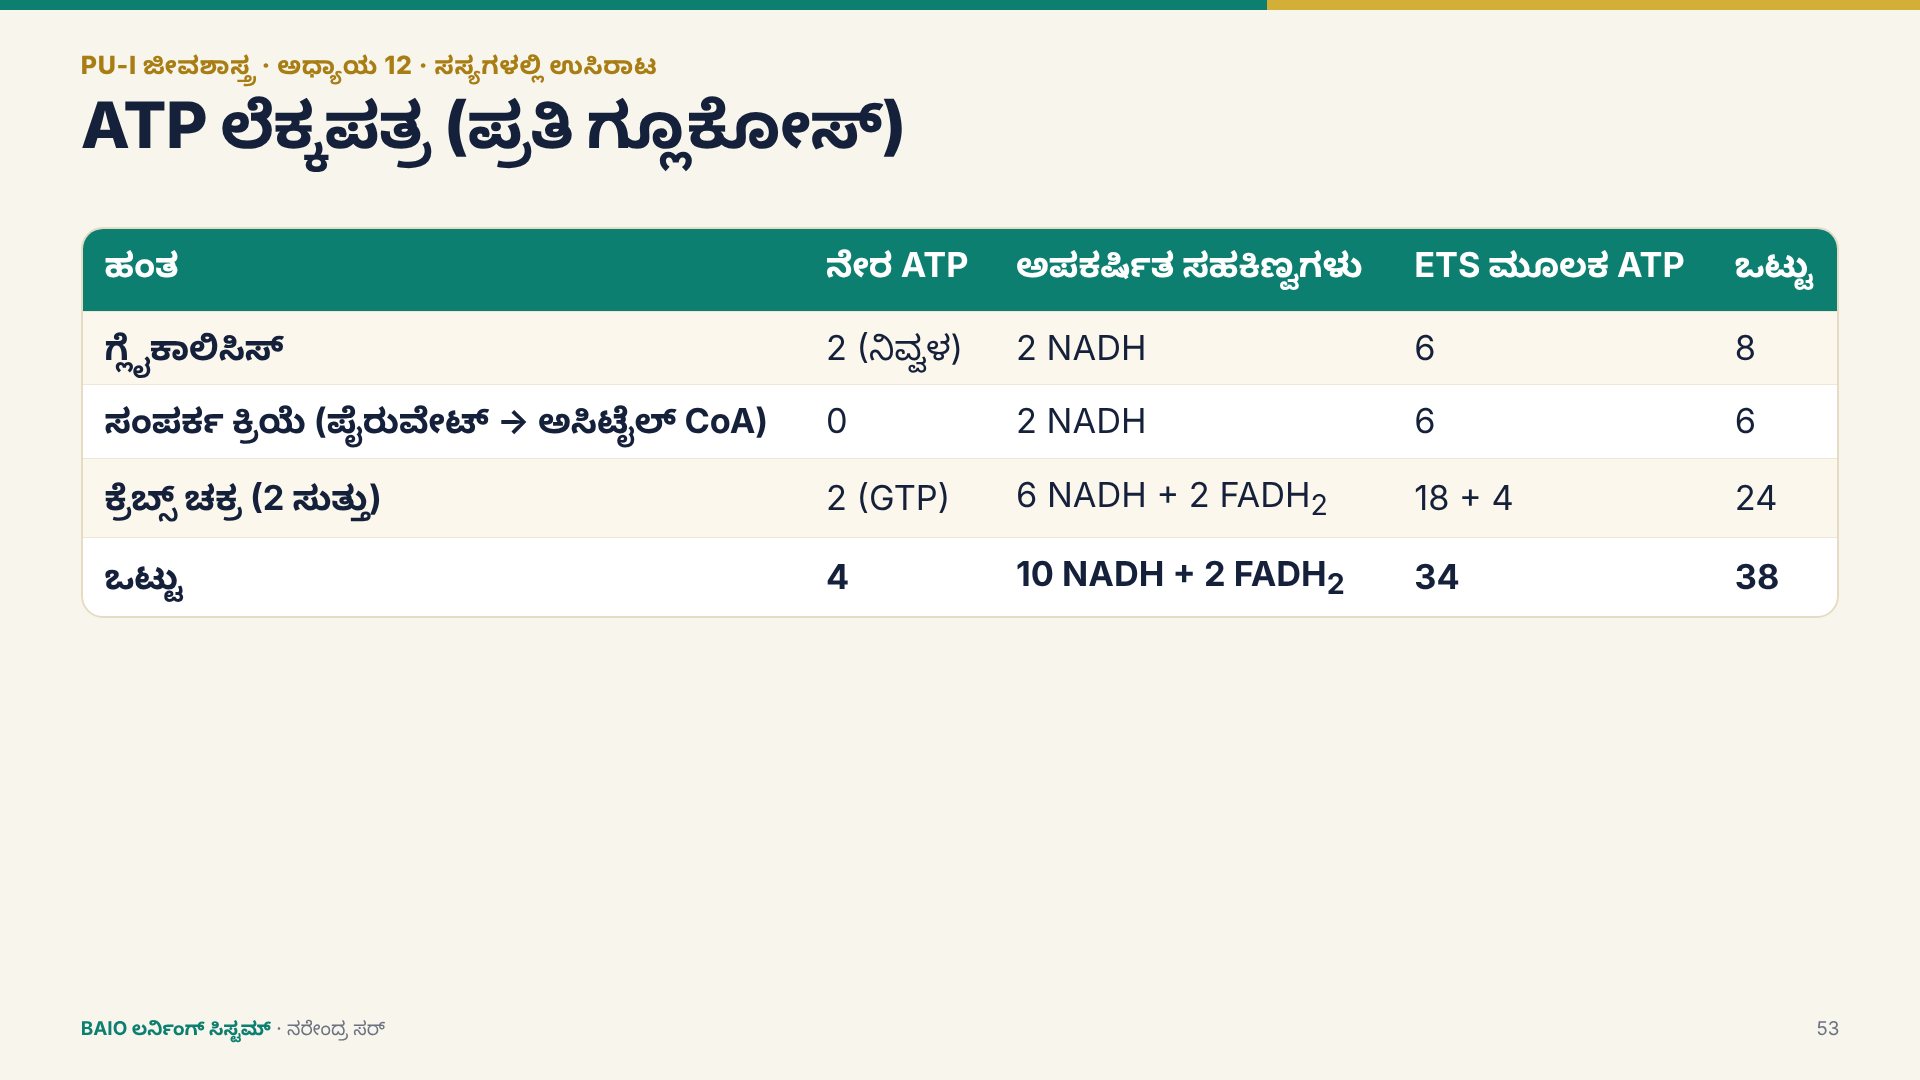 PU-I ಜೀವಶಾಸ್ತ್ರ · ಅಧ್ಯಾಯ 12 · ಸಸ್ಯಗಳಲ್ಲಿ ಉಸಿರಾಟ
ATP ಲೆಕ್ಕಪತ್ರ (ಪ್ರತಿ ಗ್ಲೂಕೋಸ್)
ಹಂತ ನೇರ ATP ಅಪಕರ್ಷಿತ ಸಹಕಿಣ್ವಗಳು ETS ಮೂಲಕ ATP ಒಟ್ಟು
ಗ್ಲೈಕಾಲಿಸಿಸ್ 2 (ನಿವ್ವಳ) 2 NADH 6 8
ಸಂಪರ್ಕ ಕ್ರಿಯೆ (ಪೈರುವೇಟ್ → ಅಸಿಟೈಲ್ CoA) 0 2 NADH 6 6
ಕ್ರೆಬ್ಸ್ ಚಕ್ರ (2 ಸುತ್ತು) 2 (GTP) 6 NADH + 2 FADH₂ 18 + 4 24
ಒಟ್ಟು 4 10 NADH + 2 FADH₂ 34 38
BAIO ಲರ್ನಿಂಗ್ ಸಿಸ್ಟಮ್ · ನರೇಂದ್ರ ಸರ್ 53